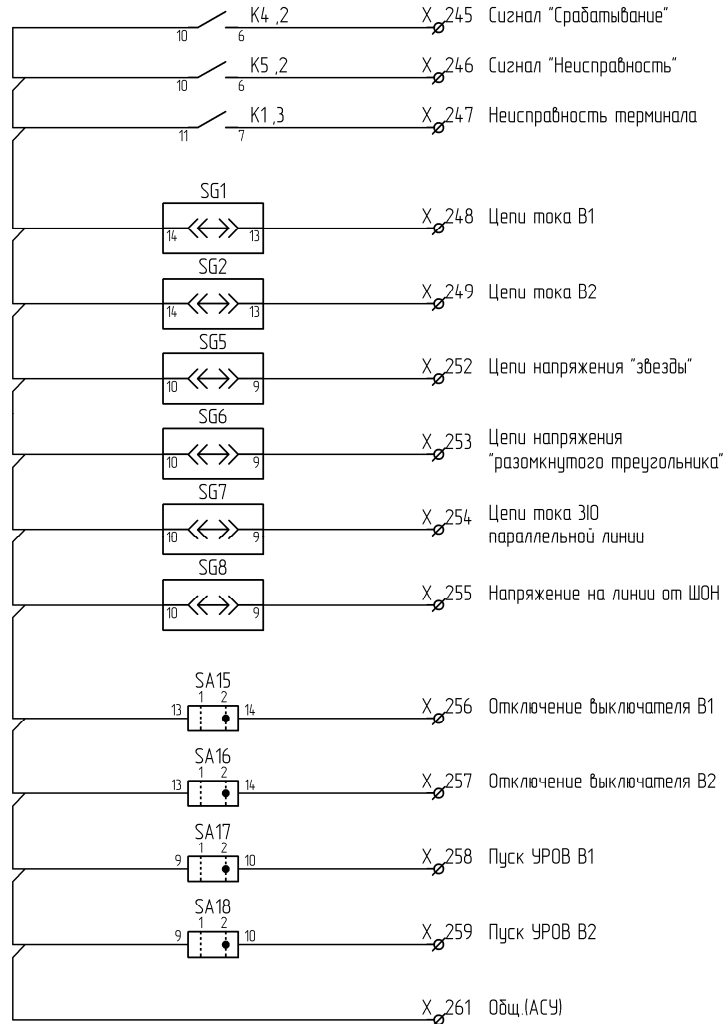 K4 ,2 X 245 Сигнал "Срабатывание"
10 6
K5 ,2 X 246 Сигнал "Неисправность"
10 6
K1 ,3 X 247 Неисправность терминала
11 7
SG1
X 248 Цепи тока В1
14 13
SG2
X 249 Цепи тока В2
14 13
SG5
X 252 Цепи напряжения "звезды"
10 9
SG6
X 253 Цепи напряжения
"разомкнутого треугольника"
10 9
SG7
X 254 Цепи тока 3I0
параллельной линии
10 9
SG8
X 255 Напряжение на линии от ШОН
10 9
SA15
1 2
13 14 X 256 Отключение выключателя В1
SA16
1 2
13 14 X 257 Отключение выключателя В2
SA17
1 2
9 10 X 258 Пуск УРОВ В1
SA18
1 2
9 10 X 259 Пуск УРОВ В2
X 261 Общ.(АСУ)